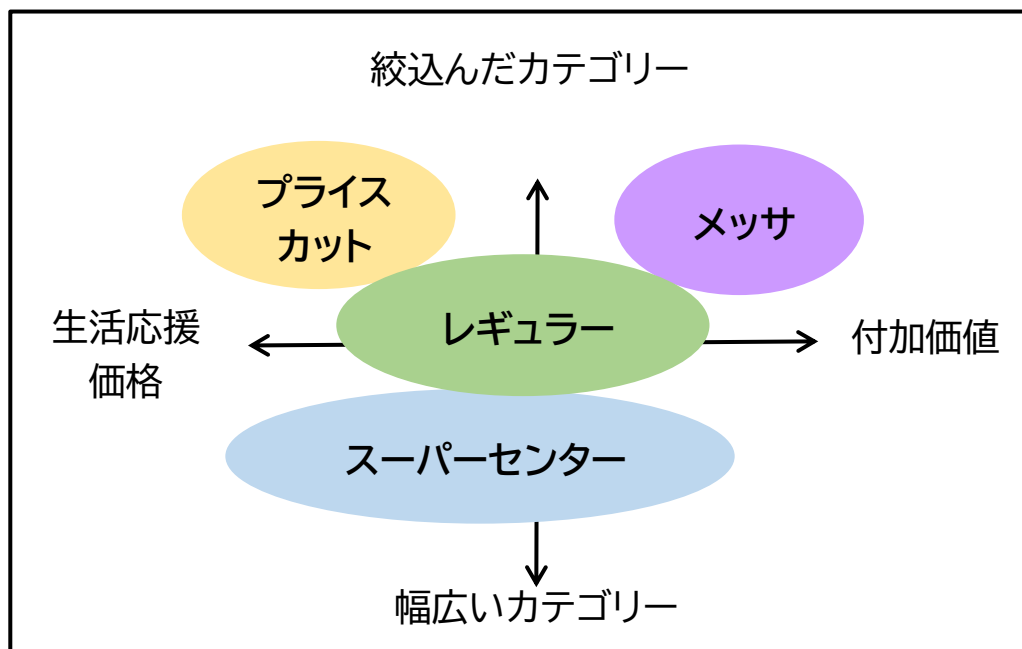 絞込んだカテゴリー
プライス
カット
メッサ
レギュラー
生活応援
価格
付加価値
スーパーセンター
幅広いカテゴリー